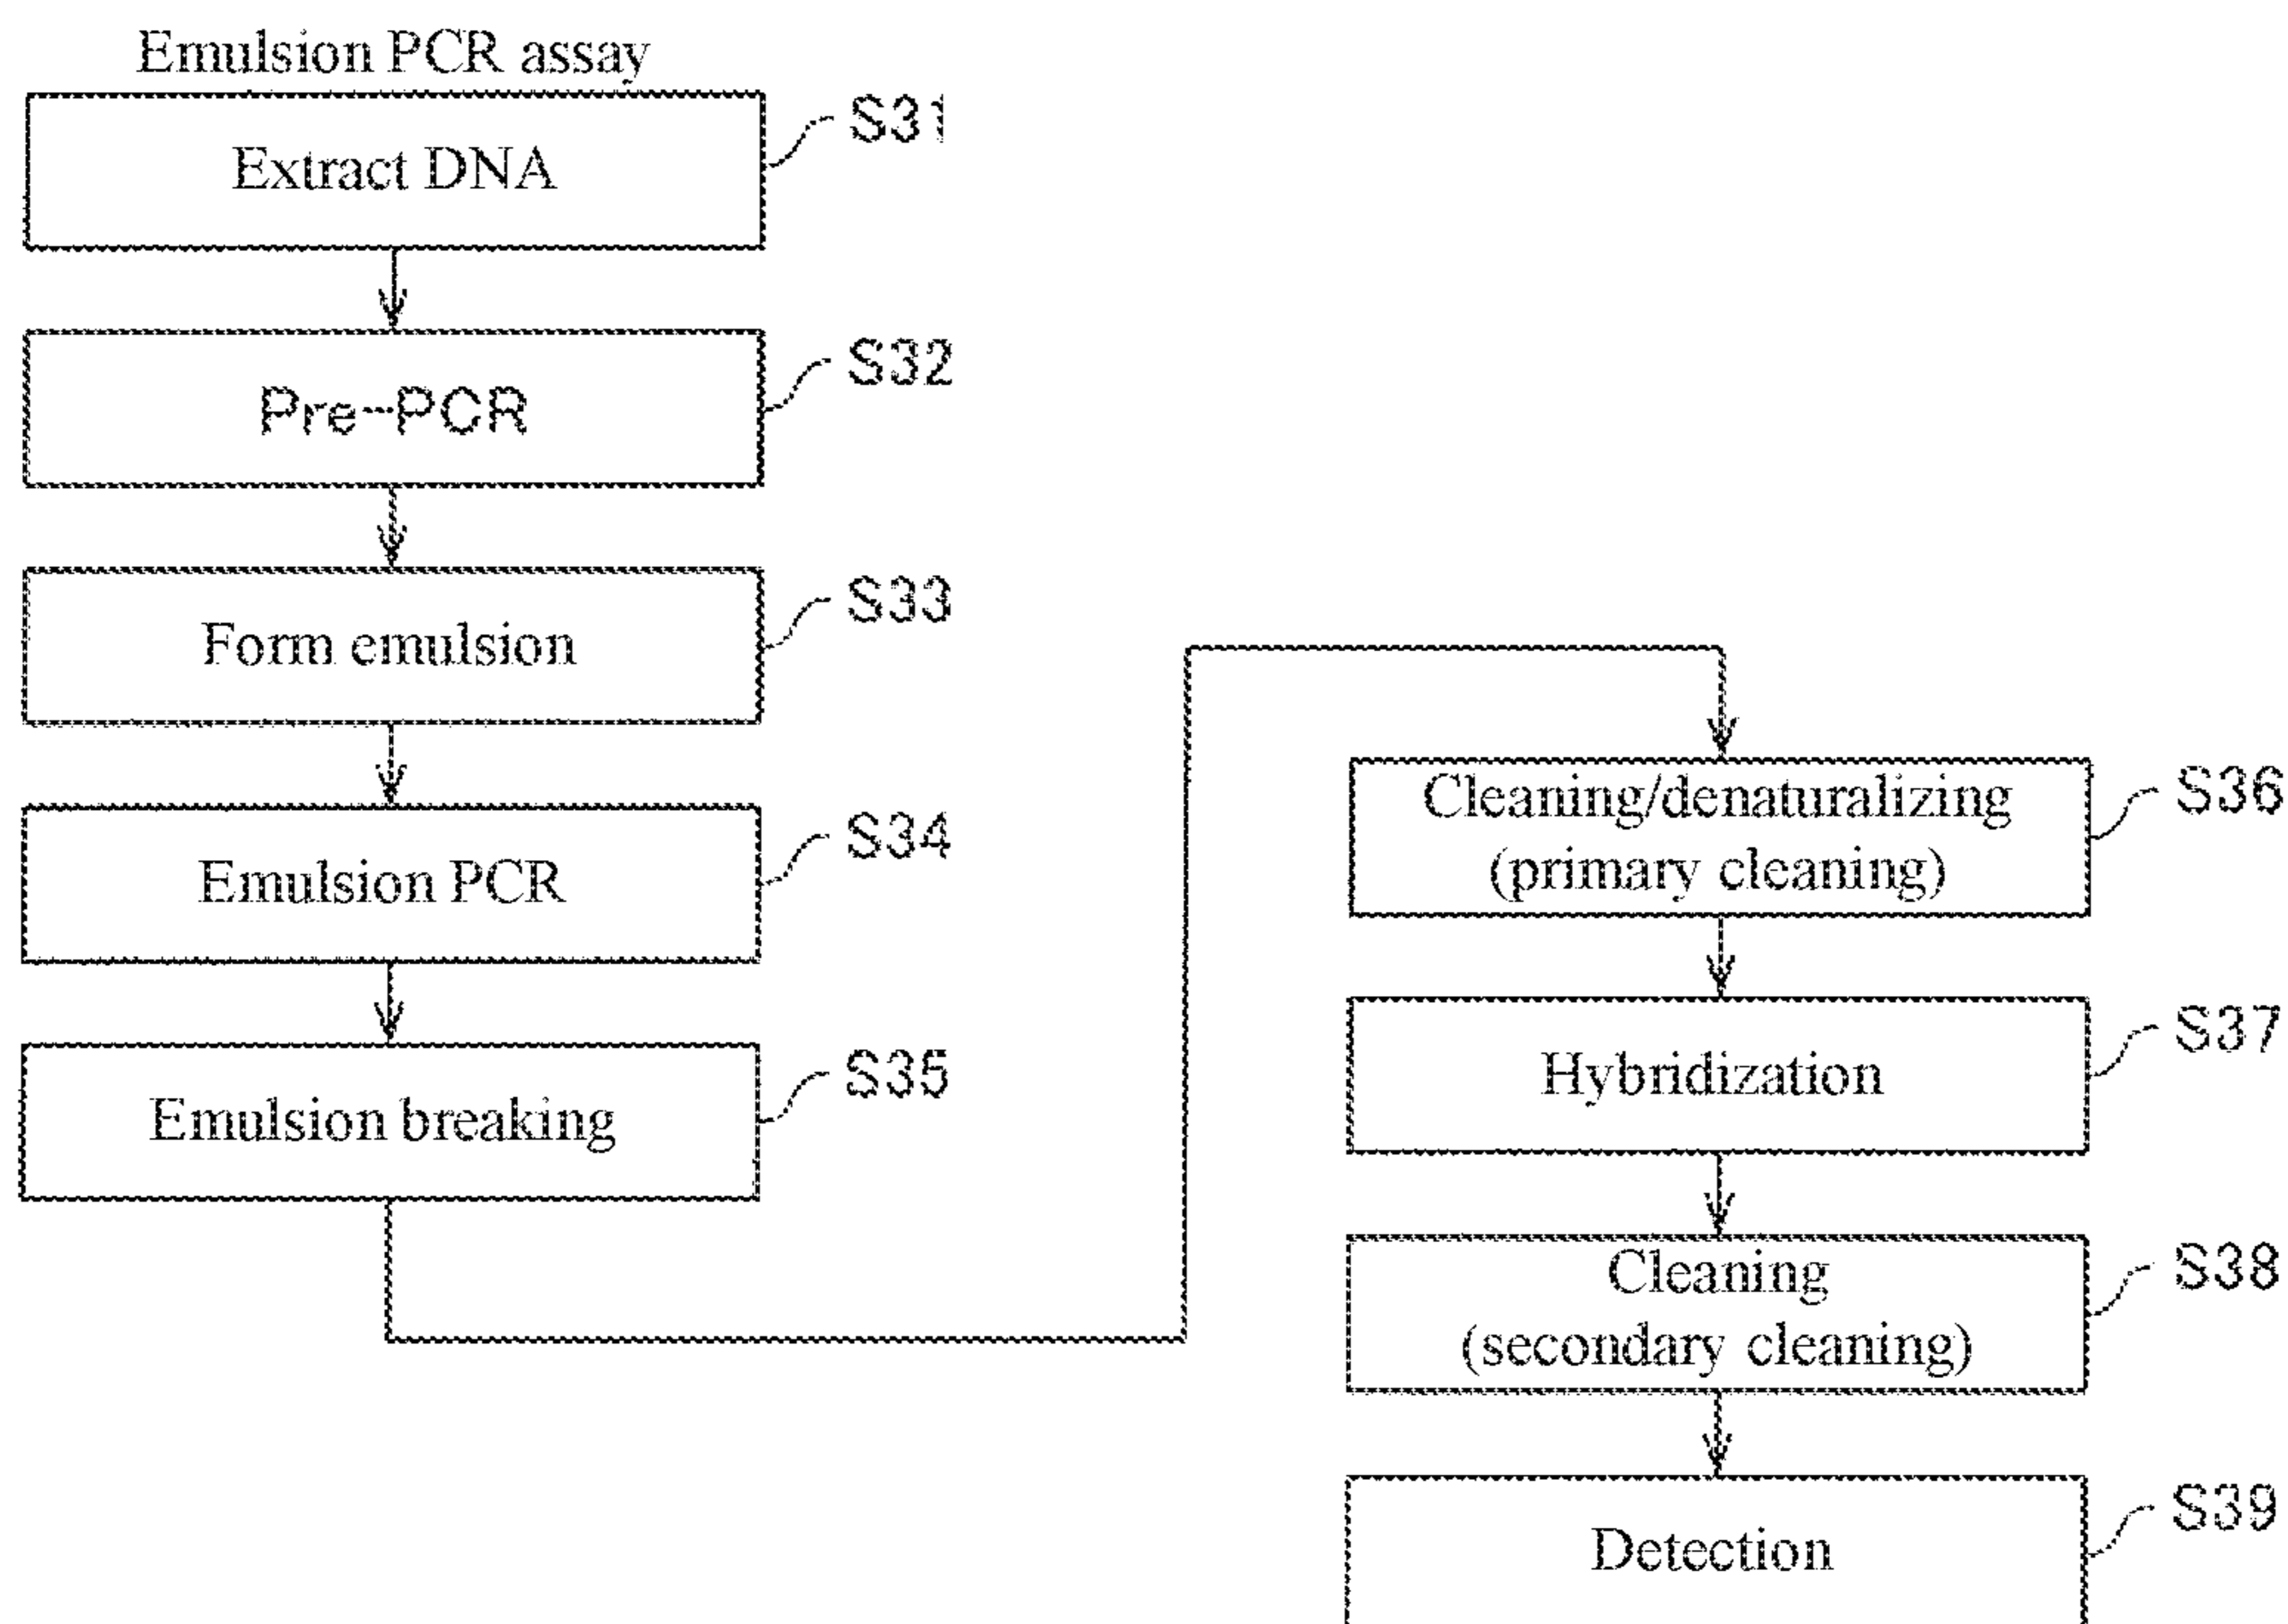 Emulsion PCR assay
Extract DNA
S31
Pre-PCR
S32
Form emulsion
S33
Emulsion PCR
S34
Emulsion breaking
S35
Cleaning/denaturalizing
(primary cleaning)
S36
Hybridization
S37
Cleaning
(secondary cleaning)
S38
Detection
S39